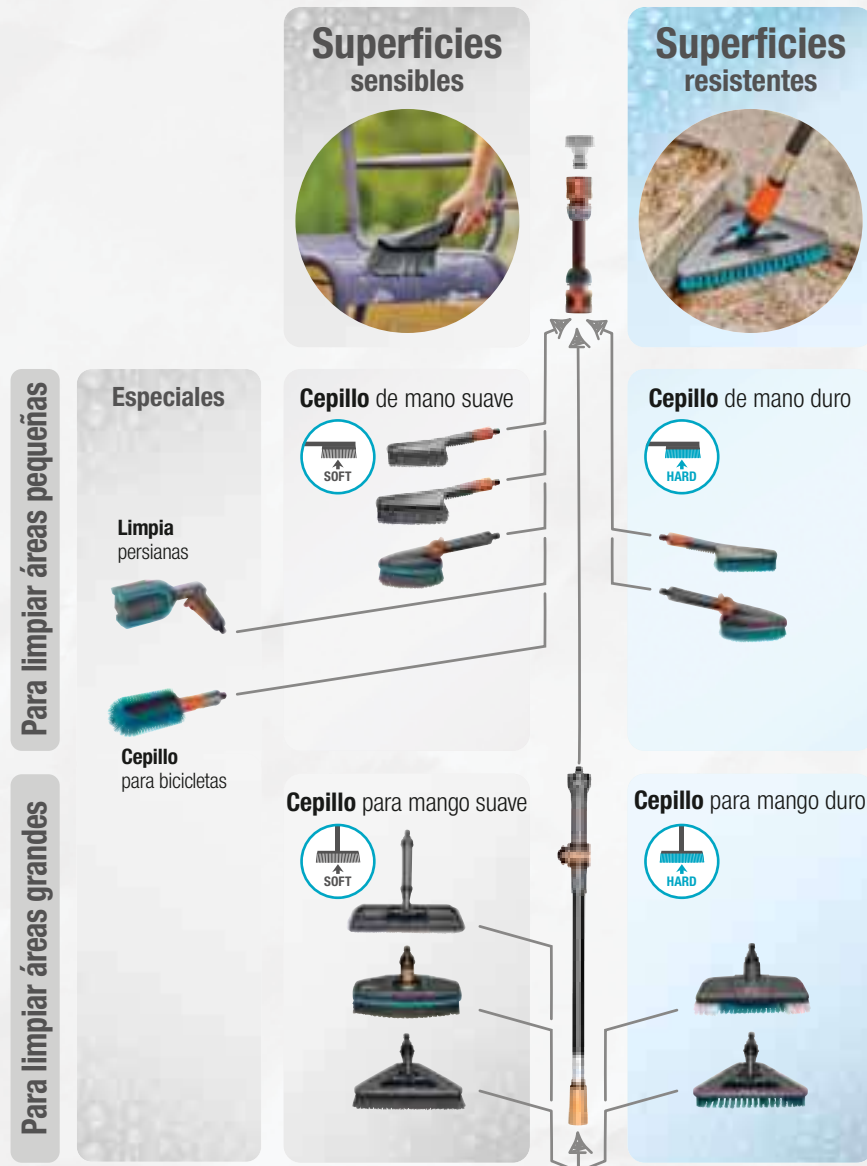 Superficies
sensibles
Superficies
resistentes
Para limpiar áreas pequeñas
Especiales
Limpia
persianas
Cepillo
para bicicletas
Cepillo de mano suave
SOFT
Cepillo de mano duro
HARD
Para limpiar áreas grandes
Cepillo para mango suave
SOFT
Cepillo para mango duro
HARD